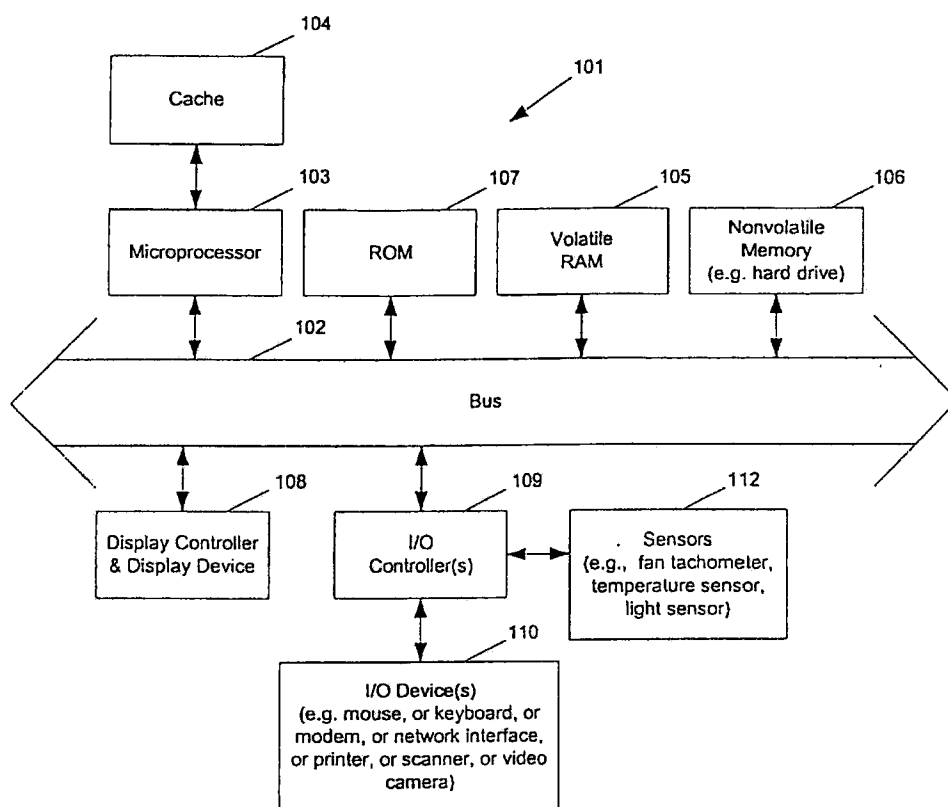 104
101
Cache
103
107
105
106
Microprocessor
ROM
Volatile
RAM
Nonvolatile
Memory
(e.g. hard drive)
102
Bus
108
109
112
Display Controller
& Display Device
I/O
Controller(s)
Sensors
(e.g., fan tachometer,
temperature sensor,
light sensor)
110
I/O Device(s)
(e.g. mouse, or keyboard, or
modem, or network interface,
or printer, or scanner, or video
camera)